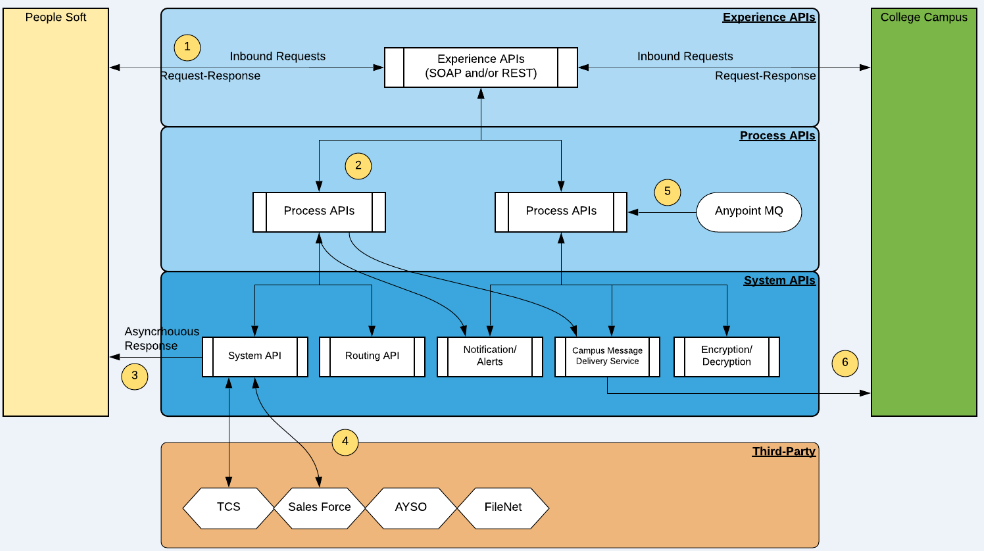 People Soft
Experience APIs
College Campus
1
Inbound Requests
Request-Response
Experience APIs
(SOAP and/or REST)
Inbound Requests
Request-Response
Process APIs
2
5
Process APIs
Process APIs
Anypoint MQ
System APIs
Asyncrhouous
Response
3
System API
Routing API
Notification/
Alerts
Campus Message
Delivery Service
Encryption/
Decryption
6
4
Third-Party
TCS
Sales Force
AYSO
FileNet